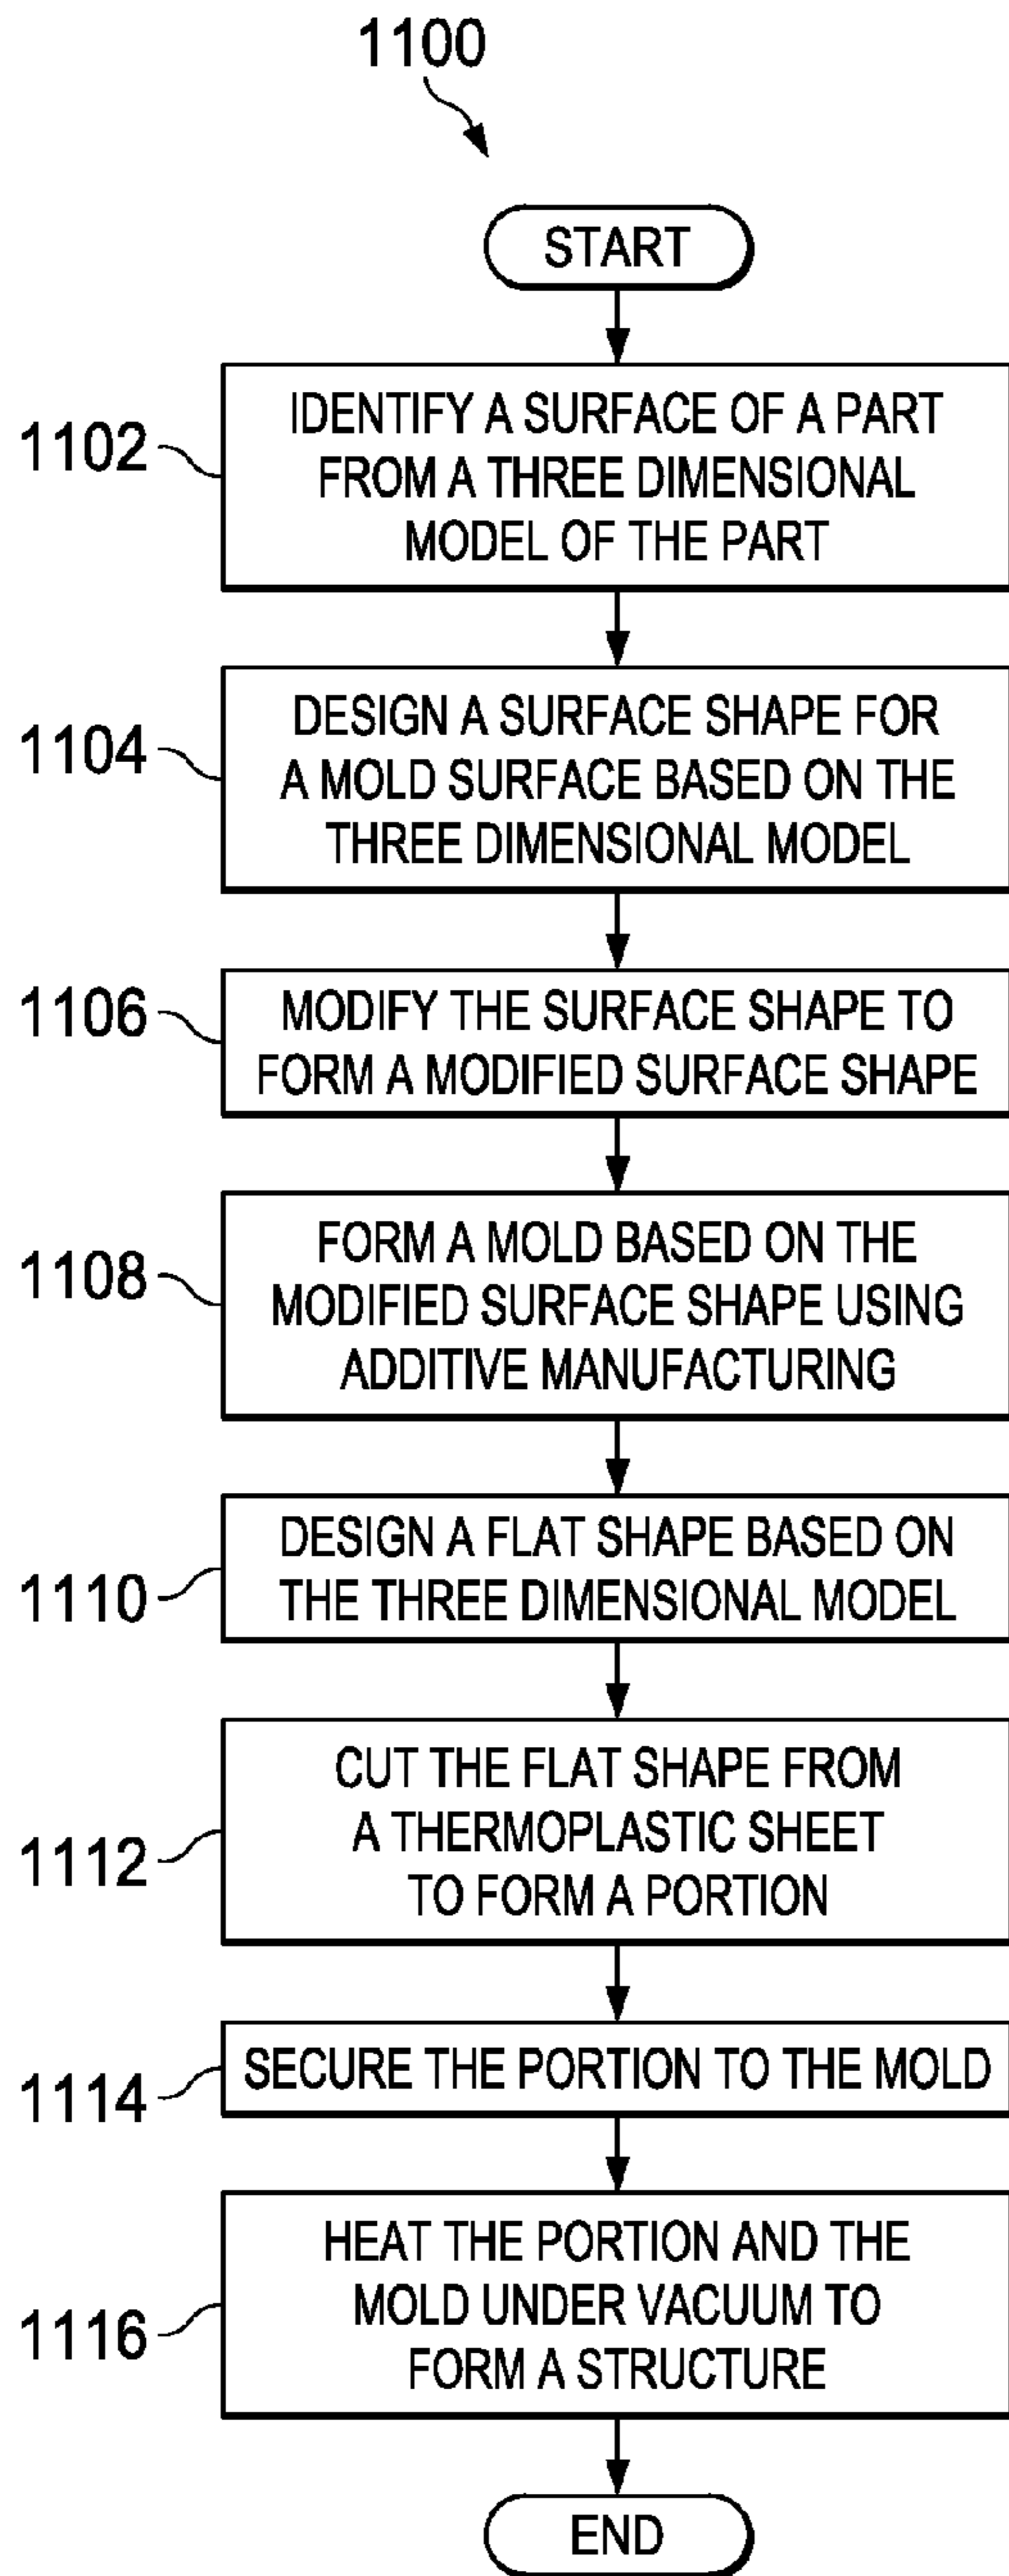 1100
START
1102
IDENTIFY A SURFACE OF A PART
FROM A THREE DIMENSIONAL
MODEL OF THE PART
1104
DESIGN A SURFACE SHAPE FOR
A MOLD SURFACE BASED ON THE
THREE DIMENSIONAL MODEL
1106
MODIFY THE SURFACE SHAPE TO
FORM A MODIFIED SURFACE SHAPE
1108
FORM A MOLD BASED ON THE
MODIFIED SURFACE SHAPE USING
ADDITIVE MANUFACTURING
1110
DESIGN A FLAT SHAPE BASED ON
THE THREE DIMENSIONAL MODEL
1112
CUT THE FLAT SHAPE FROM
A THERMOPLASTIC SHEET
TO FORM A PORTION
1114
SECURE THE PORTION TO THE MOLD
1116
HEAT THE PORTION AND THE
MOLD UNDER VACUUM TO
FORM A STRUCTURE
END